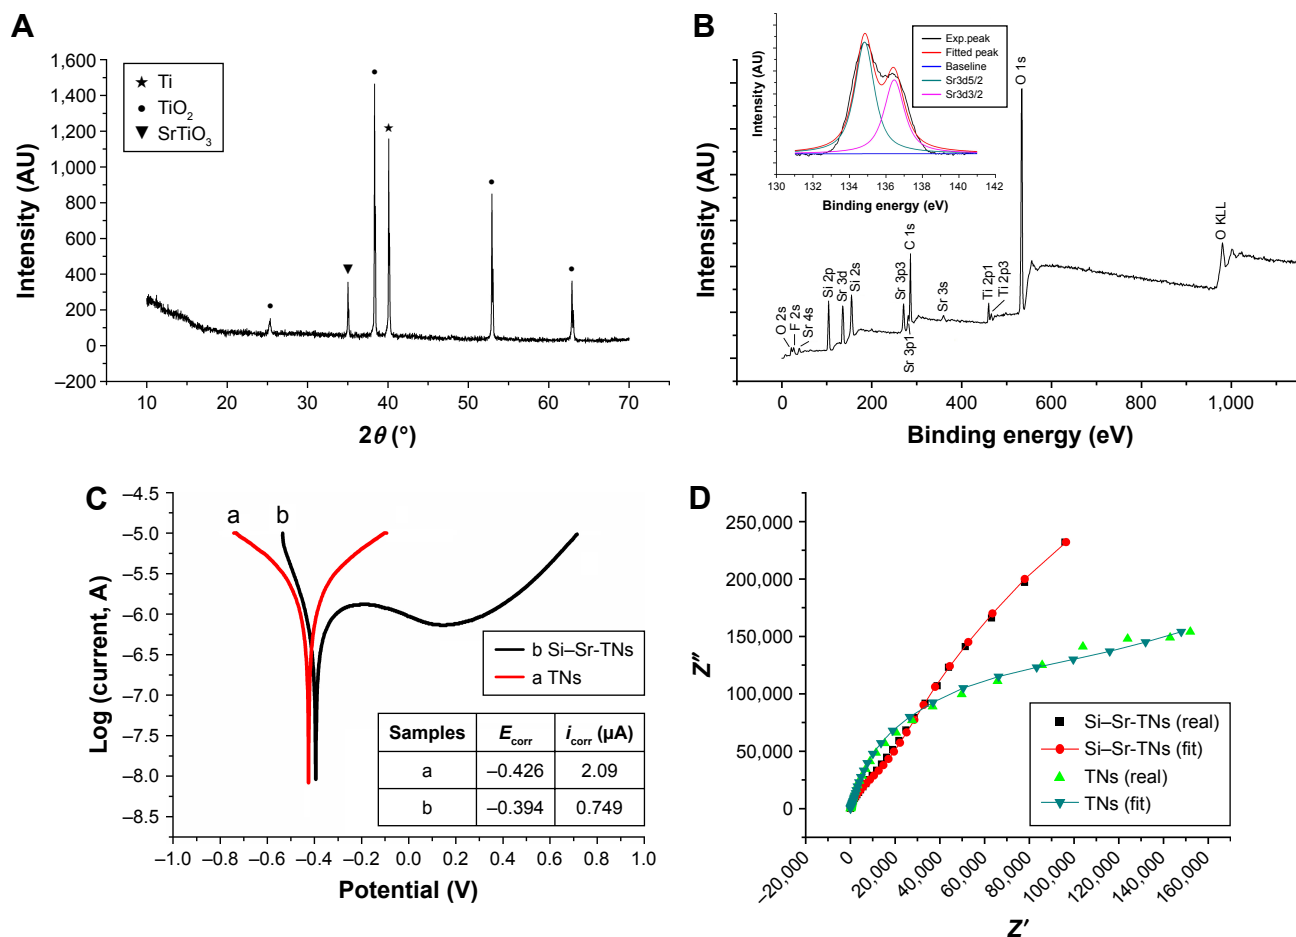 A
Intensity (AU)
1,600
1,400
1,200
1,000
800
600
400
200
0
–200
★ Ti
● TiO2
▼ SrTiO3
10
20
30
40
50
60
70
2θ (°)
B
Intensity (AU)
Intensity (AU)
Exp.peak
Fitted peak
Baseline
Sr3d5/2
Sr3d3/2
130
132
134
136
138
140
142
Binding energy (eV)
O 2s
F 2s
Sr 4s
Si 2p
Sr 3d
Si 2s
Sr 3p3
Sr 3p1
C 1s
Sr 3s
Ti 2p1
Ti 2p3
O 1s
O KLL
0
200
400
600
800
1,000
Binding energy (eV)
C
Log (current, A)
–4.5
–5.0
–5.5
–6.0
–6.5
–7.0
–7.5
–8.0
–8.5
a
b
b Si–Sr-TNs
a TNs
Samples Ecorr icorr (µA)
a –0.426 2.09
b –0.394 0.749
–1.0
–0.8
–0.6
–0.4
–0.2
0.0
0.2
0.4
0.6
0.8
1.0
Potential (V)
D
Z″
250,000
200,000
150,000
100,000
50,000
0
Si–Sr-TNs (real)
Si–Sr-TNs (fit)
TNs (real)
TNs (fit)
–20,000
0
20,000
40,000
60,000
80,000
100,000
120,000
140,000
160,000
Z′